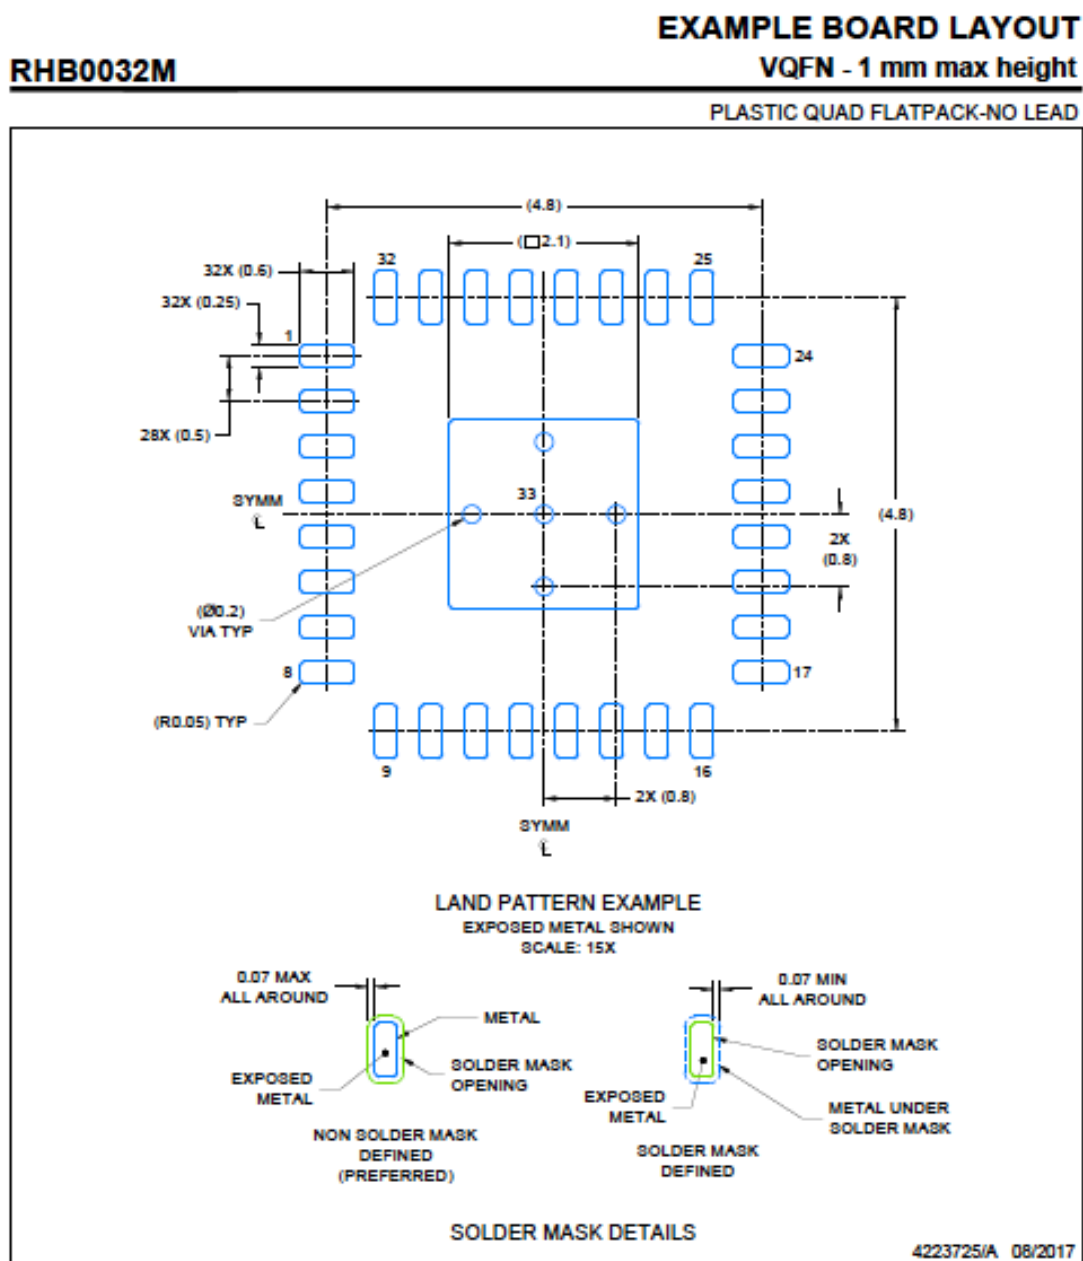 EXAMPLE BOARD LAYOUT
RHB0032M
VQFN - 1 mm max height
PLASTIC QUAD FLATPACK-NO LEAD
(4.8)
(□2.1)
32X (0.6)
32
25
32X (0.25)
1
24
28X (0.5)
33
SYMM
℄
(4.8)
2X
(0.8)
(Ø0.2)
VIA TYP
8
17
(R0.05) TYP
9
16
2X (0.8)
SYMM
℄
LAND PATTERN EXAMPLE
EXPOSED METAL SHOWN
SCALE: 15X
0.07 MAX
ALL AROUND
METAL
SOLDER MASK
OPENING
EXPOSED
METAL
NON SOLDER MASK
DEFINED
(PREFERRED)
0.07 MIN
ALL AROUND
SOLDER MASK
OPENING
EXPOSED
METAL
METAL UNDER
SOLDER MASK
SOLDER MASK
DEFINED
SOLDER MASK DETAILS
4223725/A 08/2017